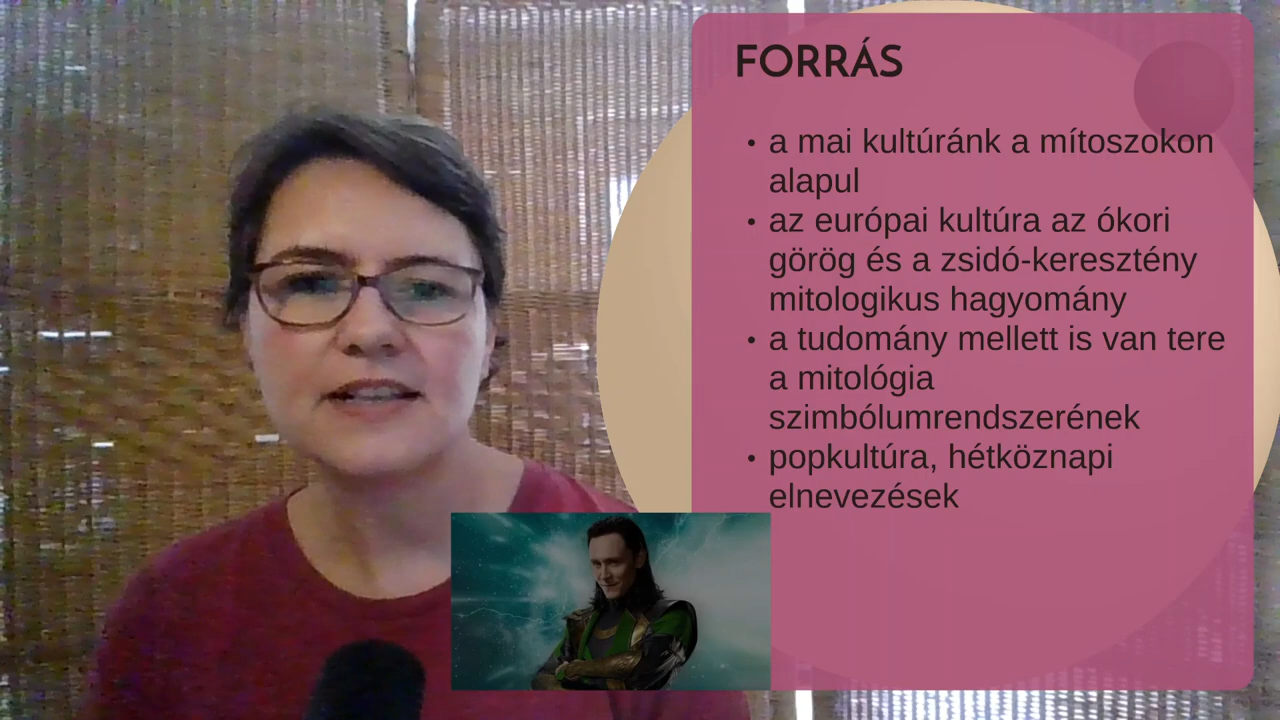 FORRÁS
• a mai kultúránk a mítoszokon
alapul
• az európai kultúra az ókori
görög és a zsidó-keresztény
mitologikus hagyomány
• a tudomány mellett is van tere
a mitológia
szimbólumrendszerének
• popkultúra, hétköznapi
elnevezések